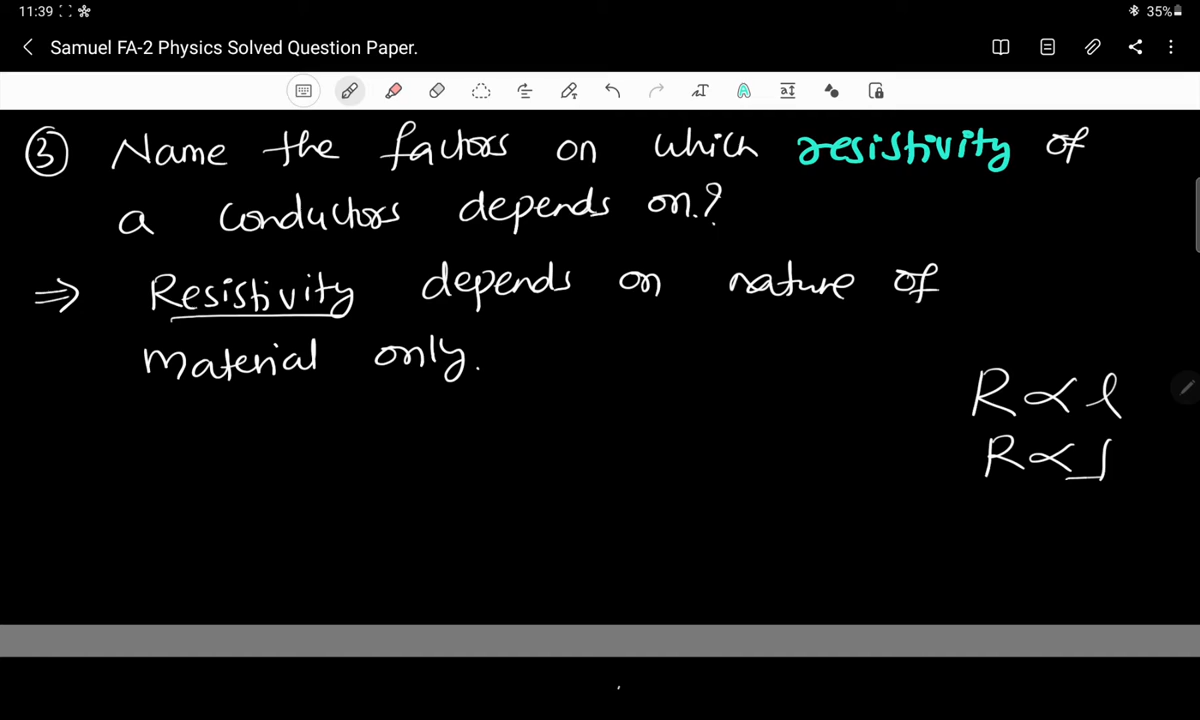 11:39
35%
Samuel FA-2 Physics Solved Question Paper.
③ Name the factors on which resistivity of
a conductors depends on.?
⇒ Resistivity depends on nature of
material only.
R ∝ l
R ∝ 1